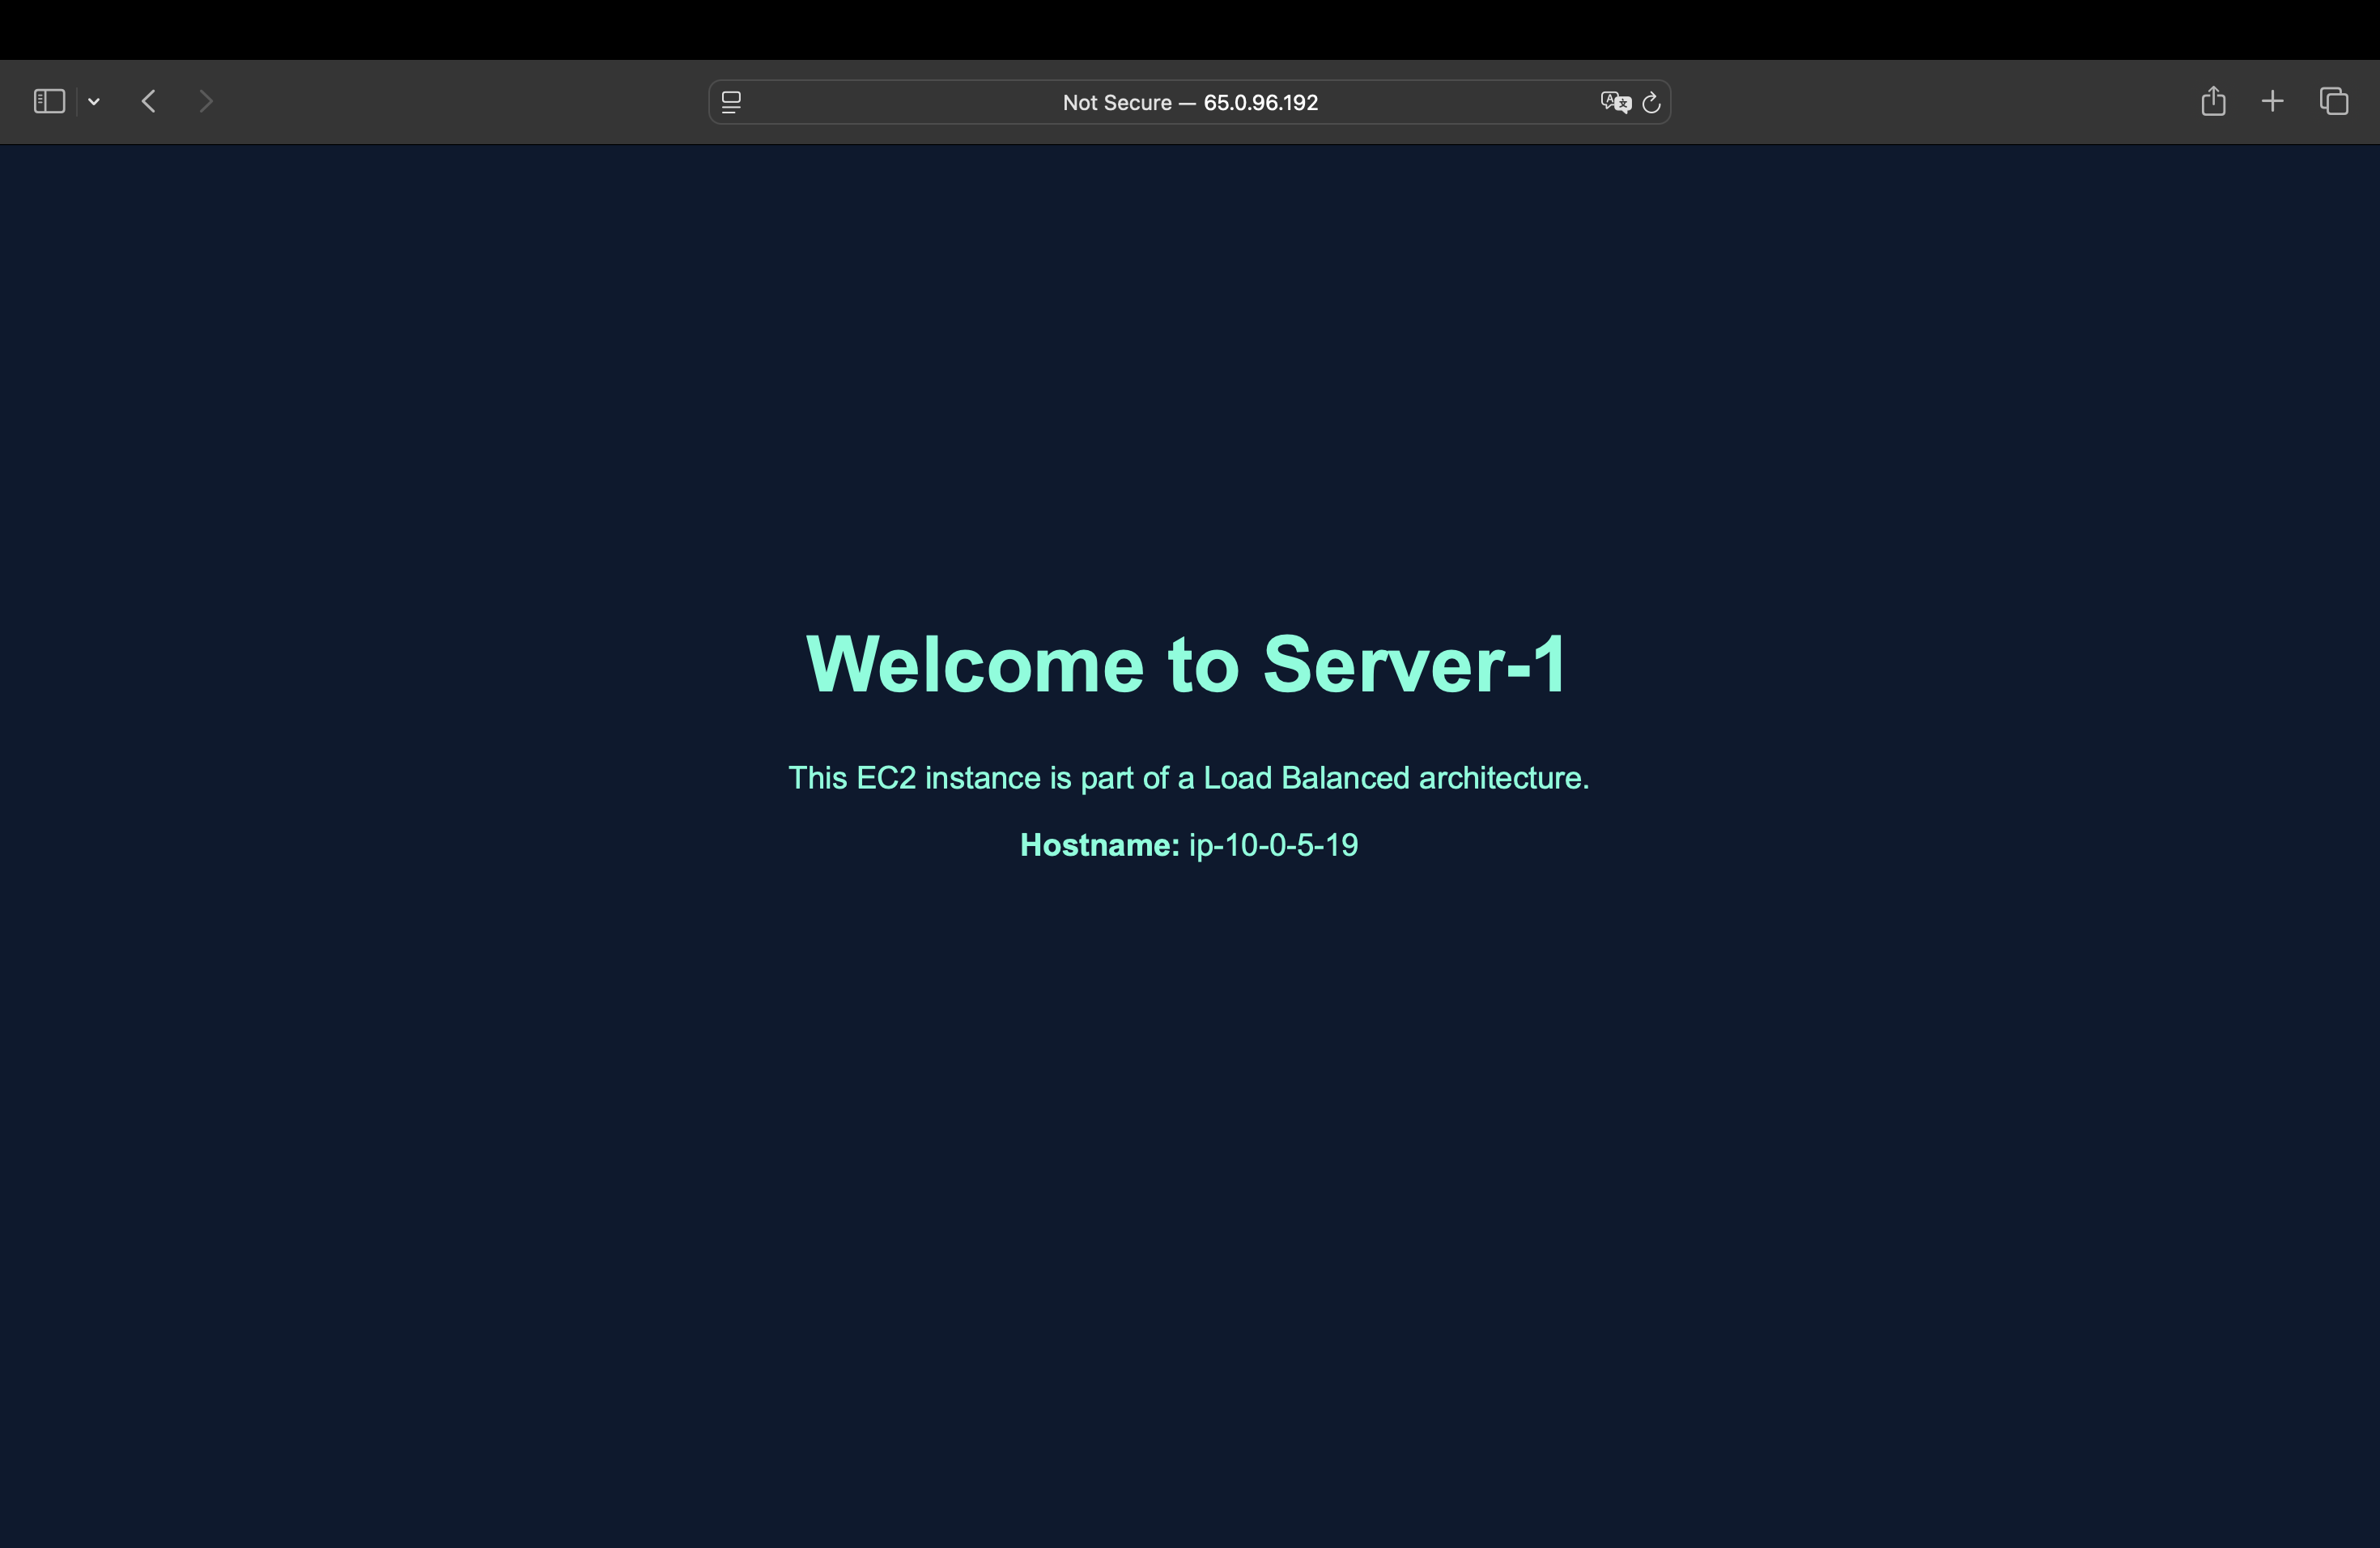 Not Secure — 65.0.96.192
Welcome to Server-1
This EC2 instance is part of a Load Balanced architecture.
Hostname: ip-10-0-5-19